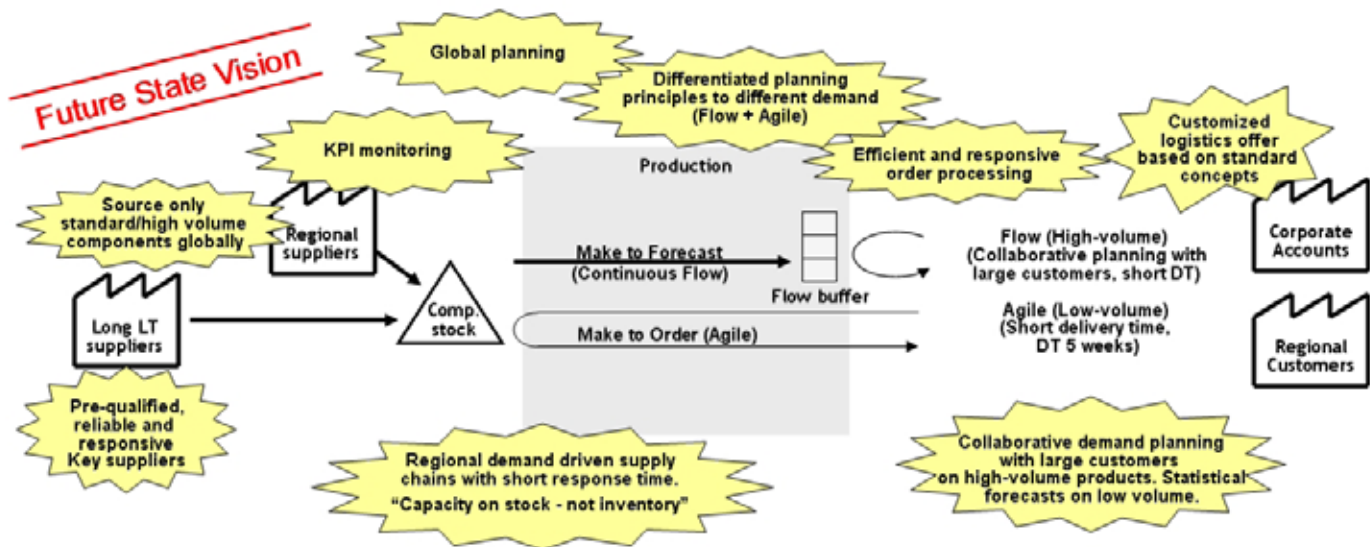 Future State Vision
Global planning
Differentiated planning
principles to different demand
(Flow + Agile)
KPI monitoring
Production
Efficient and responsive
order processing
Customized
logistics offer
based on standard
concepts
Source only
standard/high volume
components globally
Regional
suppliers
Make to Forecast
(Continuous Flow)
Flow buffer
Flow (High-volume)
(Collaborative planning with
large customers, short DT)
Corporate
Accounts
Long LT
suppliers
Comp.
stock
Make to Order (Agile)
Agile (Low-volume)
(Short delivery time,
DT 5 weeks)
Regional
Customers
Pre-qualified,
reliable and
responsive
Key suppliers
Regional demand driven supply
chains with short response time.
“Capacity on stock - not inventory”
Collaborative demand planning
with large customers
on high-volume products. Statistical
forecasts on low volume.